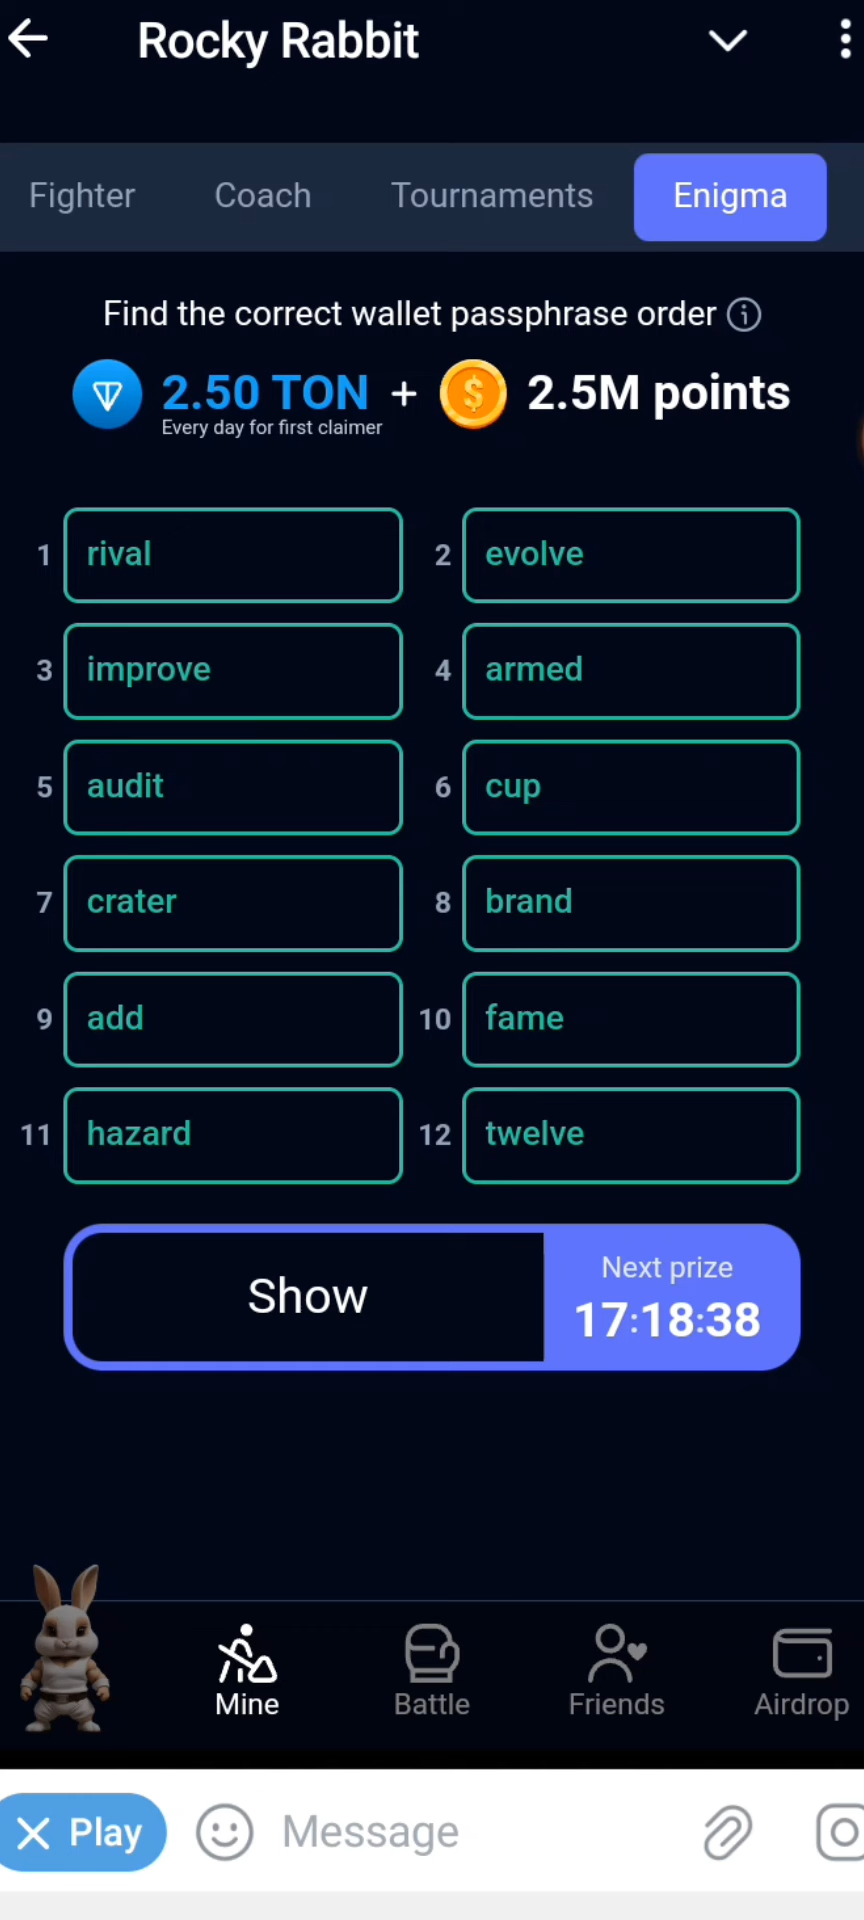 Rocky Rabbit
Fighter Coach Tournaments Enigma
Find the correct wallet passphrase order
2.50 TON + 2.5M points
Every day for first claimer
1 rival 2 evolve
3 improve 4 armed
5 audit 6 cup
7 crater 8 brand
9 add 10 fame
11 hazard 12 twelve
Show Next prize
17:18:38
Mine Battle Friends Airdrop
Play Message